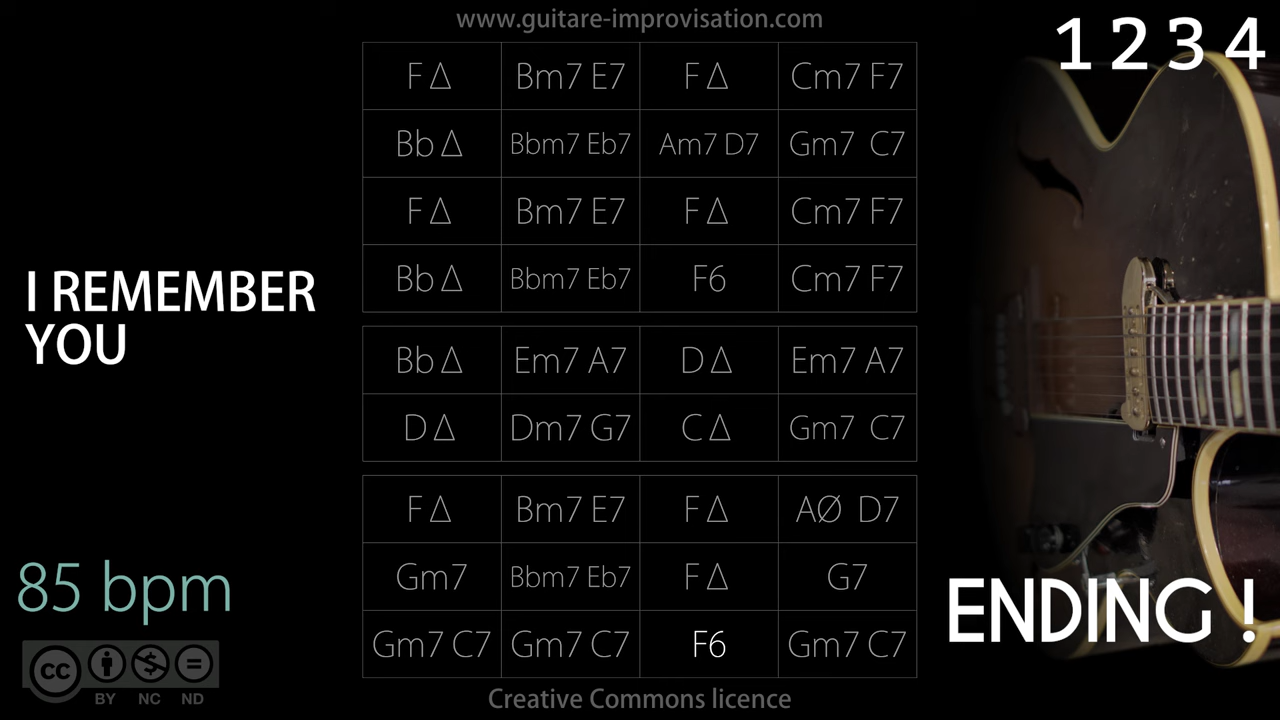 www.guitare-improvisation.com
1 2 3 4
F Δ Bm7 E7 F Δ Cm7 F7
Bb Δ Bbm7 Eb7 Am7 D7 Gm7 C7
F Δ Bm7 E7 F Δ Cm7 F7
Bb Δ Bbm7 Eb7 F6 Cm7 F7
I REMEMBER
YOU
Bb Δ Em7 A7 D Δ Em7 A7
D Δ Dm7 G7 C Δ Gm7 C7
F Δ Bm7 E7 F Δ AØ D7
Gm7 Bbm7 Eb7 F Δ G7
Gm7 C7 Gm7 C7 F6 Gm7 C7
85 bpm
ENDING !
cc
BY NC ND
Creative Commons licence